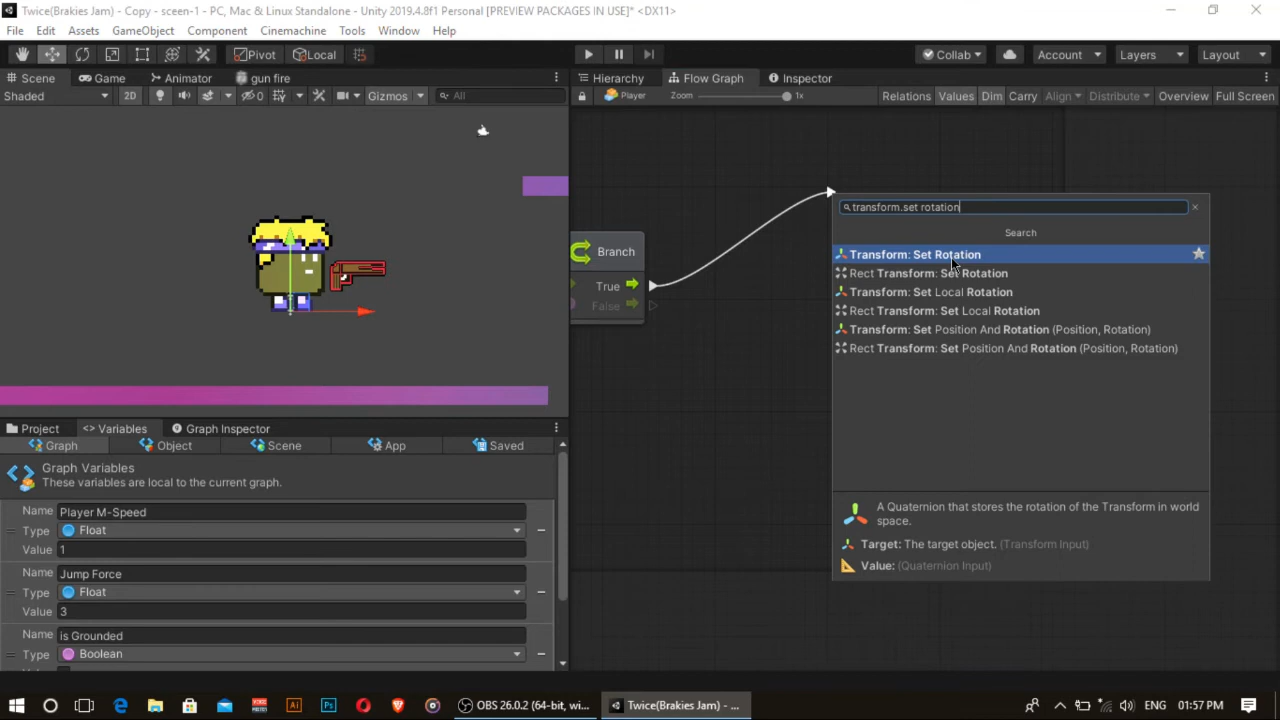 Twice(Brakies Jam) - Copy - sceen-1 - PC, Mac & Linux Standalone - Unity 2019.4.8f1 Personal [PREVIEW PACKAGES IN USE]* <DX11>
File Edit Assets GameObject Component Tools Cinemachine Window Help
Pivot Local Collab Account Layers Layout
Scene Game Animator gun fire Hierarchy Flow Graph Inspector
Shaded 2D 0 Gizmos All Player Zoom 1x Relations Values Dim Carry Align Distribute Overview Full Screen
transform.set rotation
Search
Transform: Set Rotation
Rect Transform: Set Rotation
Transform: Set Local Rotation
Rect Transform: Set Local Rotation
Transform: Set Position And Rotation (Position, Rotation)
Rect Transform: Set Position And Rotation (Position, Rotation)
A Quaternion that stores the rotation of the Transform in world
space.
Target: The target object. (Transform Input)
Value: (Quaternion Input)
Branch
True
False
Project <> Variables Graph Inspector
Graph Object Scene App Saved
Graph Variables
These variables are local to the current graph.
Name Player M-Speed
Type Float
Value 1
Name Jump Force
Type Float
Value 3
Name is Grounded
Type Boolean
OBS 26.0.2 (64-bit, wi... Twice(Brakies Jam) - ... ENG 01:57 PM